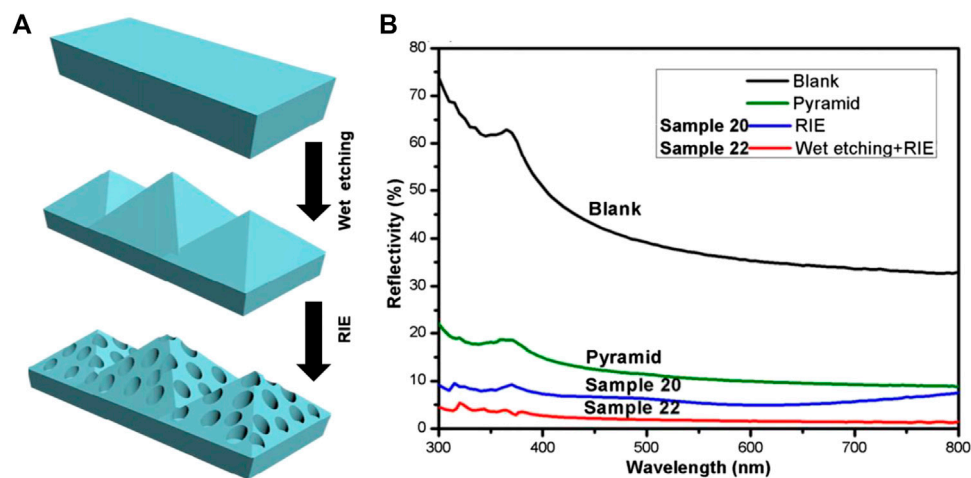 A
Wet etching
RIE
B
80
70
60
50
40
30
20
10
0
Reflectivity (%)
Blank
Pyramid
Sample 20 RIE
Sample 22 Wet etching+RIE
Blank
Pyramid
Sample 20
Sample 22
300 400 500 600 700 800
Wavelength (nm)